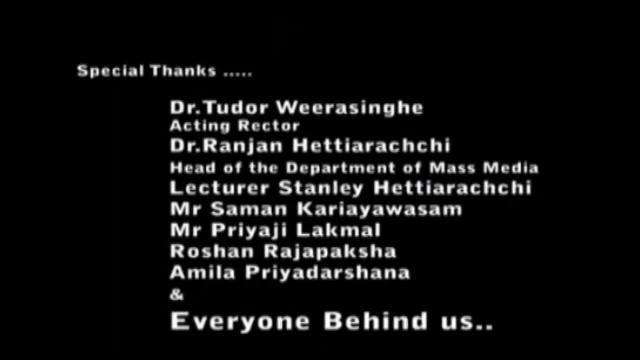 Special Thanks .....
Dr.Tudor Weerasinghe
Acting Rector
Dr.Ranjan Hettiarachchi
Head of the Department of Mass Media
Lecturer Stanley Hettiarachchi
Mr Saman Kariayawasam
Mr Priyaji Lakmal
Roshan Rajapaksha
Amila Priyadarshana
&
Everyone Behind us..